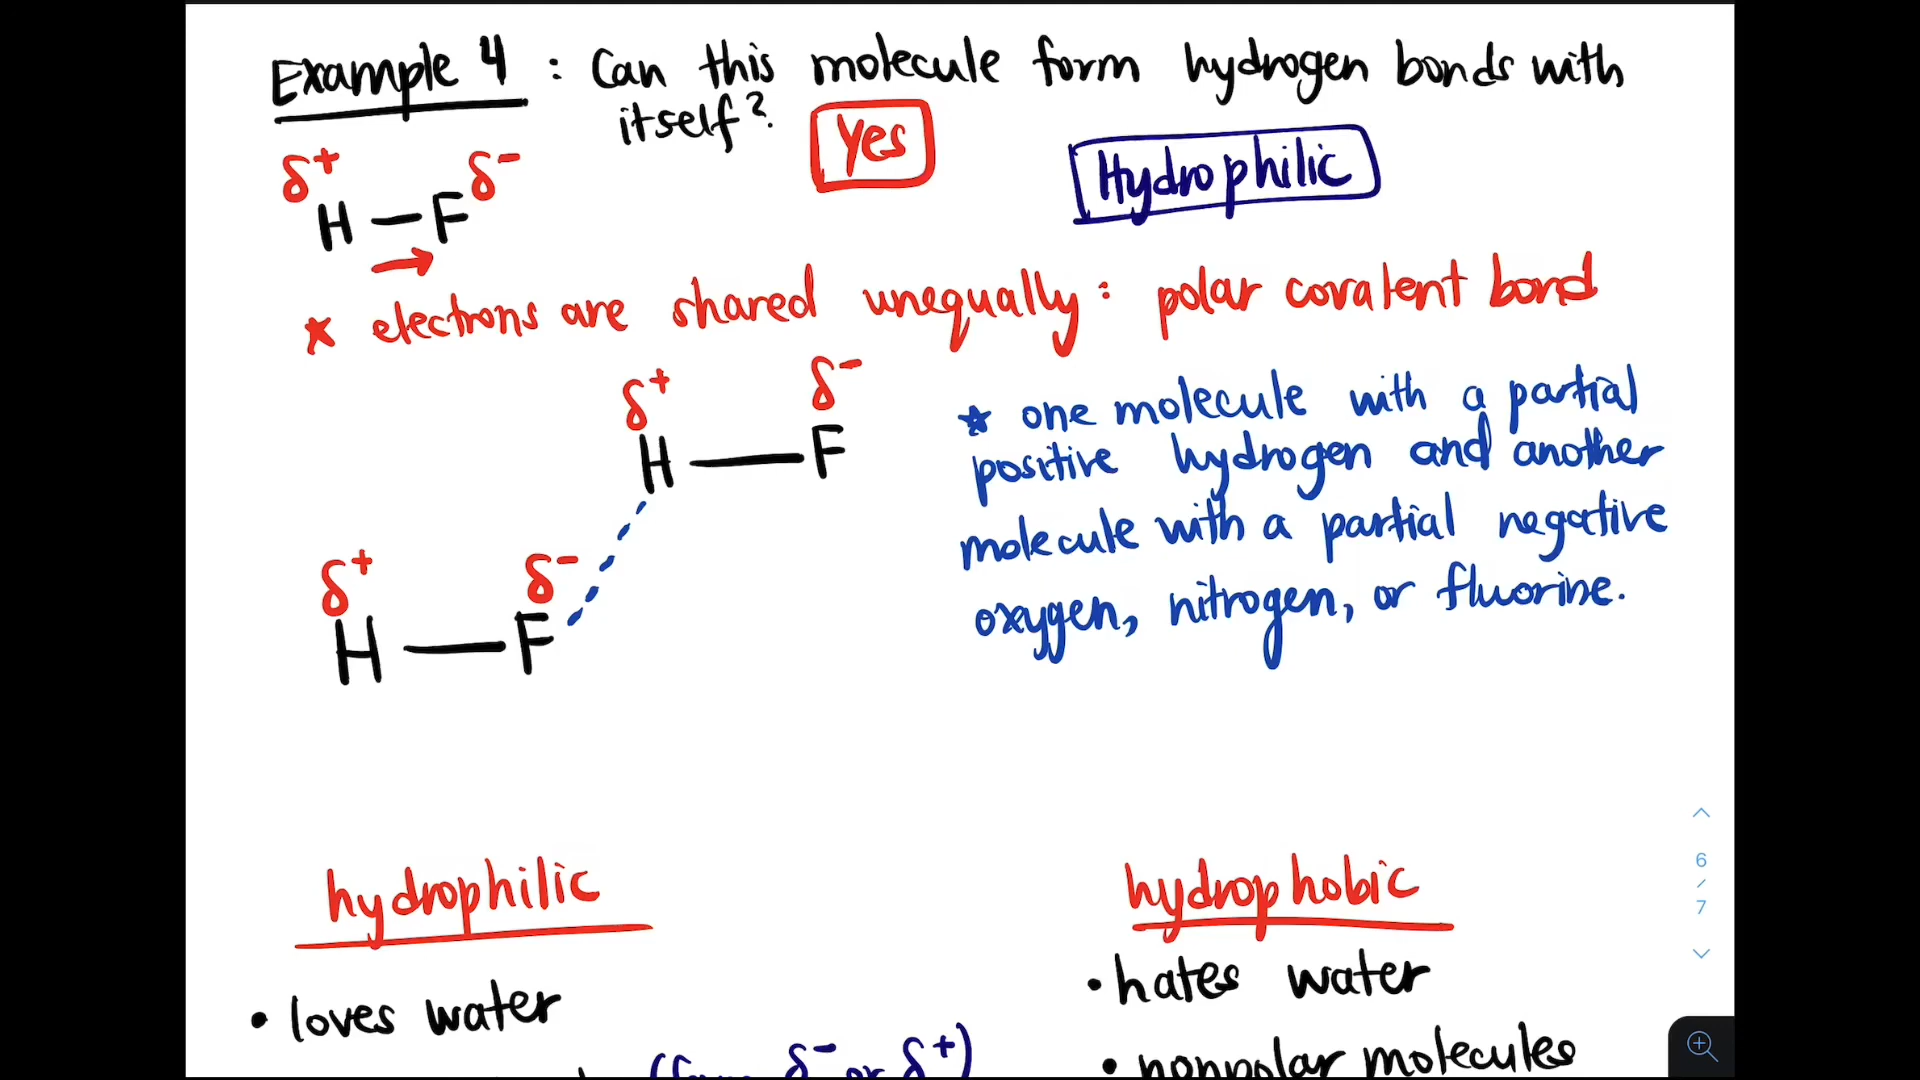 Example 4 : Can this molecule form hydrogen bonds with
itself? Yes
Hydrophilic
δ+ δ-
H — F
→
★ electrons are shared unequally: polar covalent bond
δ+ δ-
H — F
★ one molecule with a partial
positive hydrogen and another
molecule with a partial negative
oxygen, nitrogen, or fluorine.
δ+ δ-
H — F
6
/
7
hydrophilic
hydrophobic
• loves water
• hates water
δ- or δ+)
• nonpolar molecules